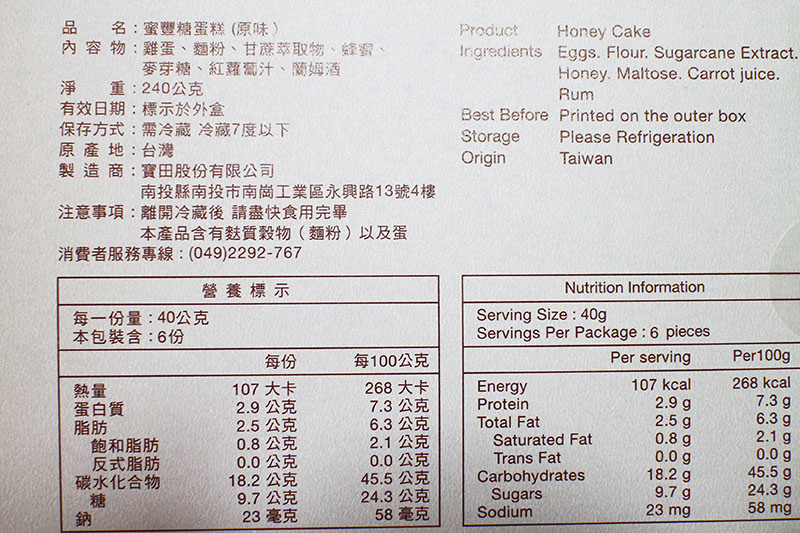 品 名：蜜豐糖蛋糕 (原味)
內 容 物：雞蛋、麵粉、甘蔗萃取物、蜂蜜、
麥芽糖、紅蘿蔔汁、蘭姆酒
淨 重：240公克
有效日期：標示於外盒
保存方式：需冷藏 冷藏7度以下
原 產 地：台灣
製 造 商：寶田股份有限公司
南投縣南投市南崗工業區永興路13號4樓
注意事項：離開冷藏後 請盡快食用完畢
本產品含有麩質穀物（麵粉）以及蛋
消費者服務專線：(049)2292-767
Product Honey Cake
Ingredients Eggs. Flour. Sugarcane Extract.
Honey. Maltose. Carrot juice.
Rum
Best Before Printed on the outer box
Storage Please Refrigeration
Origin Taiwan
營 養 標 示
每一份量：40公克
本包裝含：6份
每份 每100公克
熱量 107 大卡 268 大卡
蛋白質 2.9 公克 7.3 公克
脂肪 2.5 公克 6.3 公克
飽和脂肪 0.8 公克 2.1 公克
反式脂肪 0.0 公克 0.0 公克
碳水化合物 18.2 公克 45.5 公克
糖 9.7 公克 24.3 公克
鈉 23 毫克 58 毫克
Nutrition Information
Serving Size : 40g
Servings Per Package : 6 pieces
Per serving Per100g
Energy 107 kcal 268 kcal
Protein 2.9 g 7.3 g
Total Fat 2.5 g 6.3 g
Saturated Fat 0.8 g 2.1 g
Trans Fat 0.0 g 0.0 g
Carbohydrates 18.2 g 45.5 g
Sugars 9.7 g 24.3 g
Sodium 23 mg 58 mg